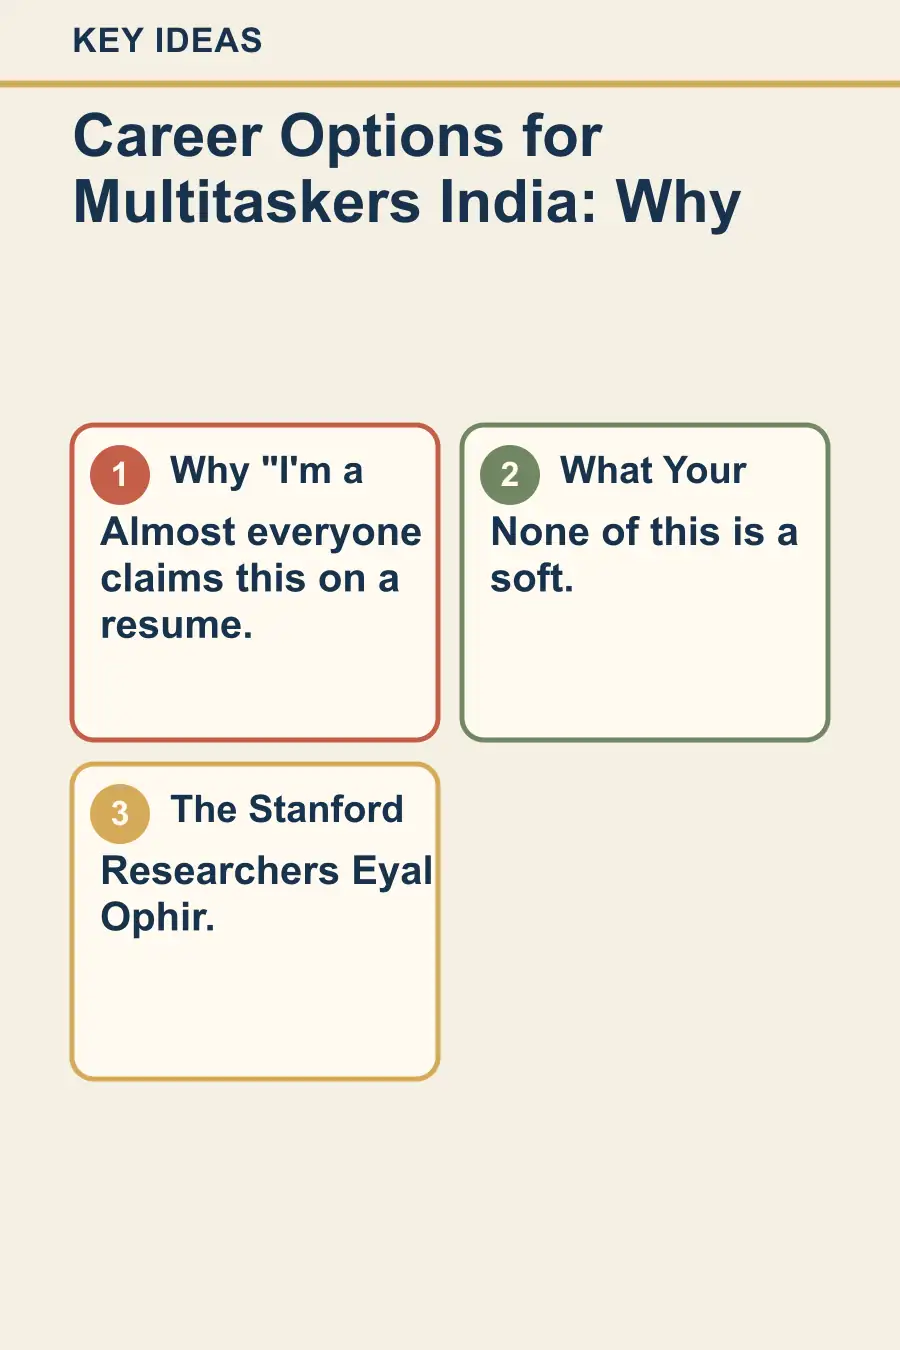 KEY IDEAS
Career Options for
Multitaskers India: Why
1
Why "I'm a
Almost everyone
claims this on a
resume.
2
What Your
None of this is a
soft.
3
The Stanford
Researchers Eyal
Ophir.